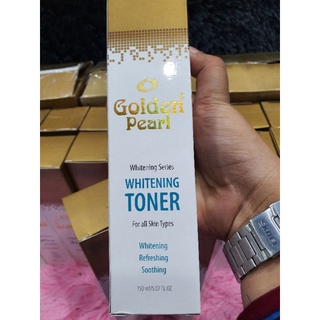 Golden
Pearl
Whitening Series
WHITENING
TONER
For all Skin Types
Whitening
Refreshing
Soothing